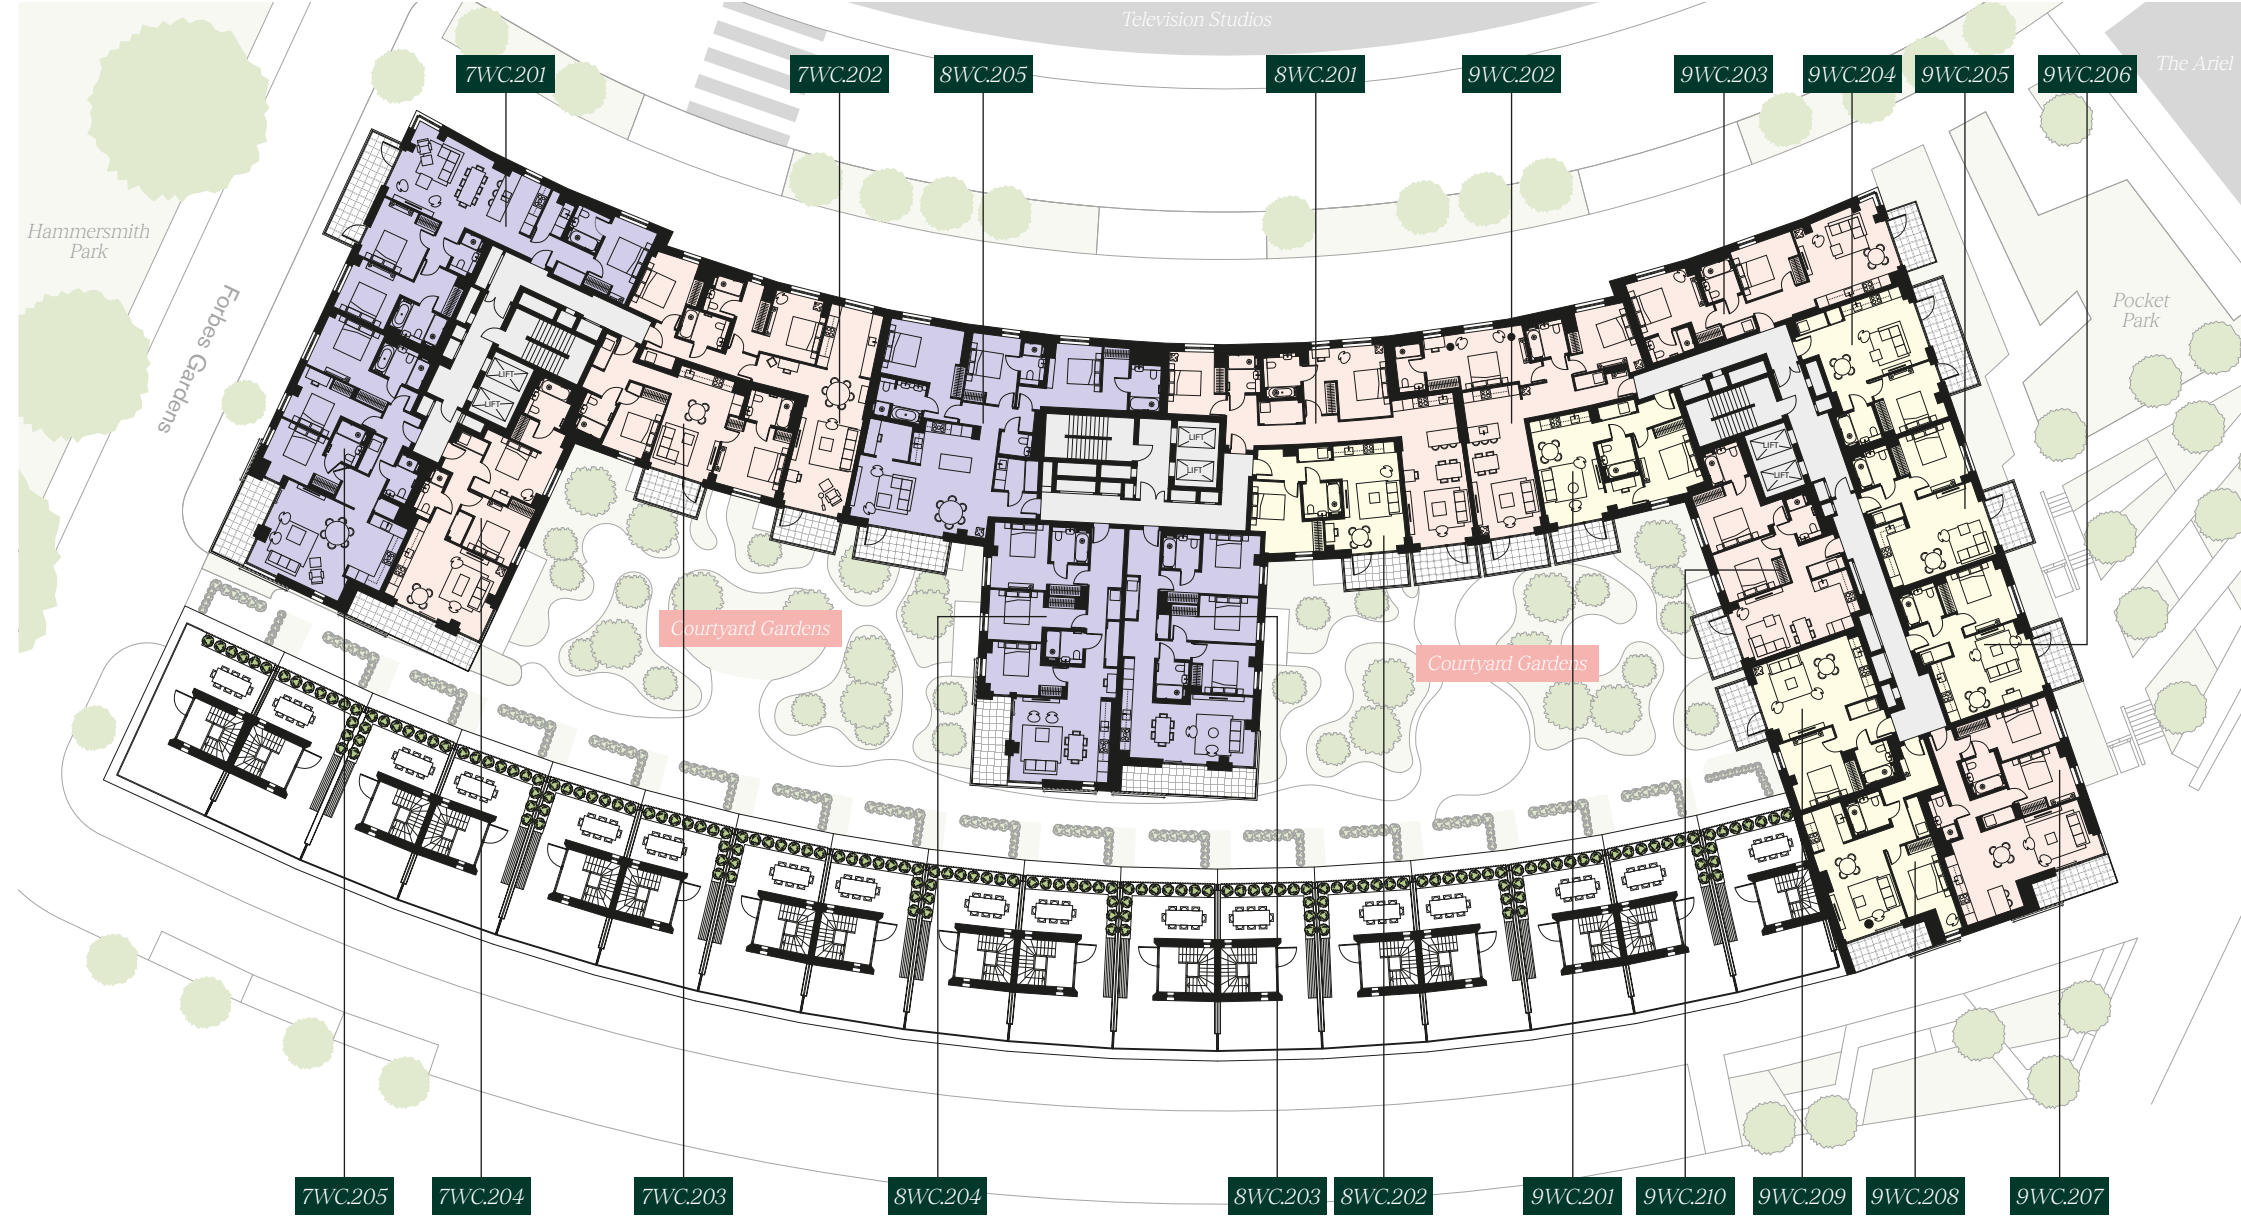 Television Studios
The Ariel
7WC.201
7WC.202
8WC.205
8WC.201
9WC.202
9WC.203
9WC.204
9WC.205
9WC.206
Hammersmith
Park
Forbes Gardens
Pocket
Park
LIFT
LIFT
LIFT
LIFT
LIFT
LIFT
Courtyard Gardens
Courtyard Gardens
7WC.205
7WC.204
7WC.203
8WC.204
8WC.203
8WC.202
9WC.201
9WC.210
9WC.209
9WC.208
9WC.207